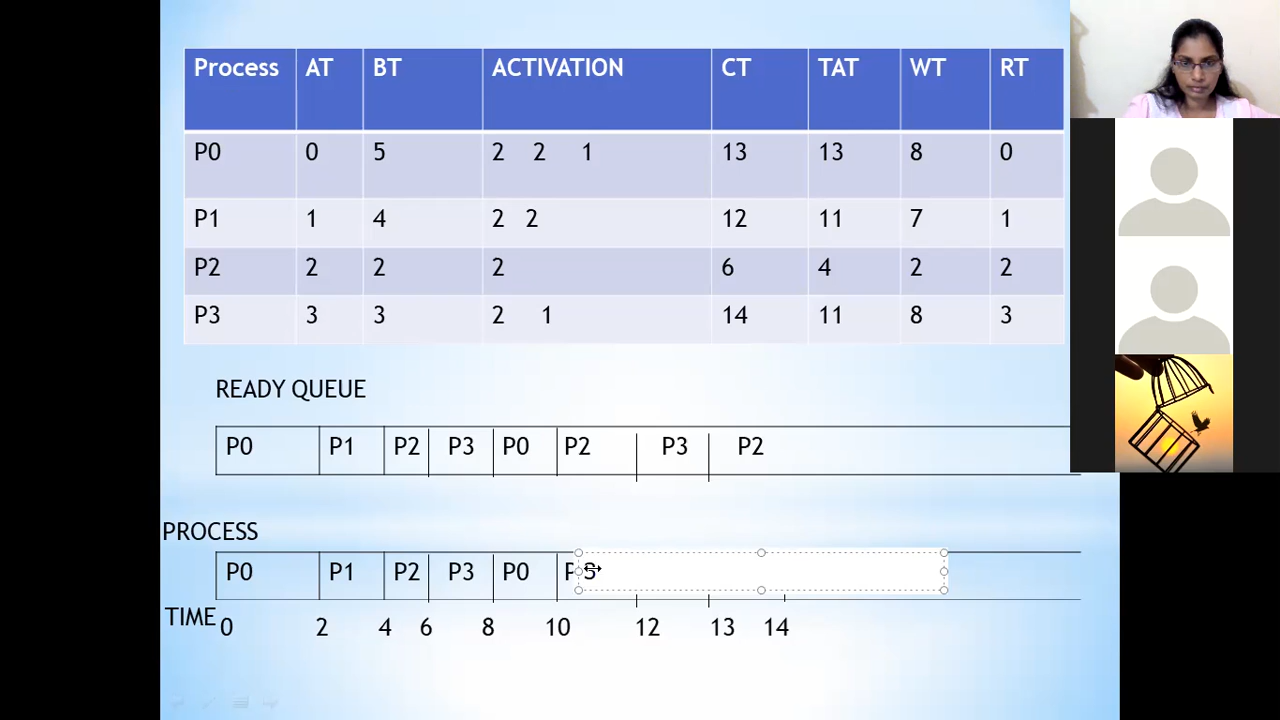 Process AT BT ACTIVATION CT TAT WT RT
P0 0 5 2 2 1 13 13 8 0
P1 1 4 2 2 12 11 7 1
P2 2 2 2 6 4 2 2
P3 3 3 2 1 14 11 8 3
READY QUEUE
P0 P1 P2 P3 P0 P2 P3 P2
PROCESS
P0 P1 P2 P3 P0
TIME 0 2 4 6 8 10 12 13 14